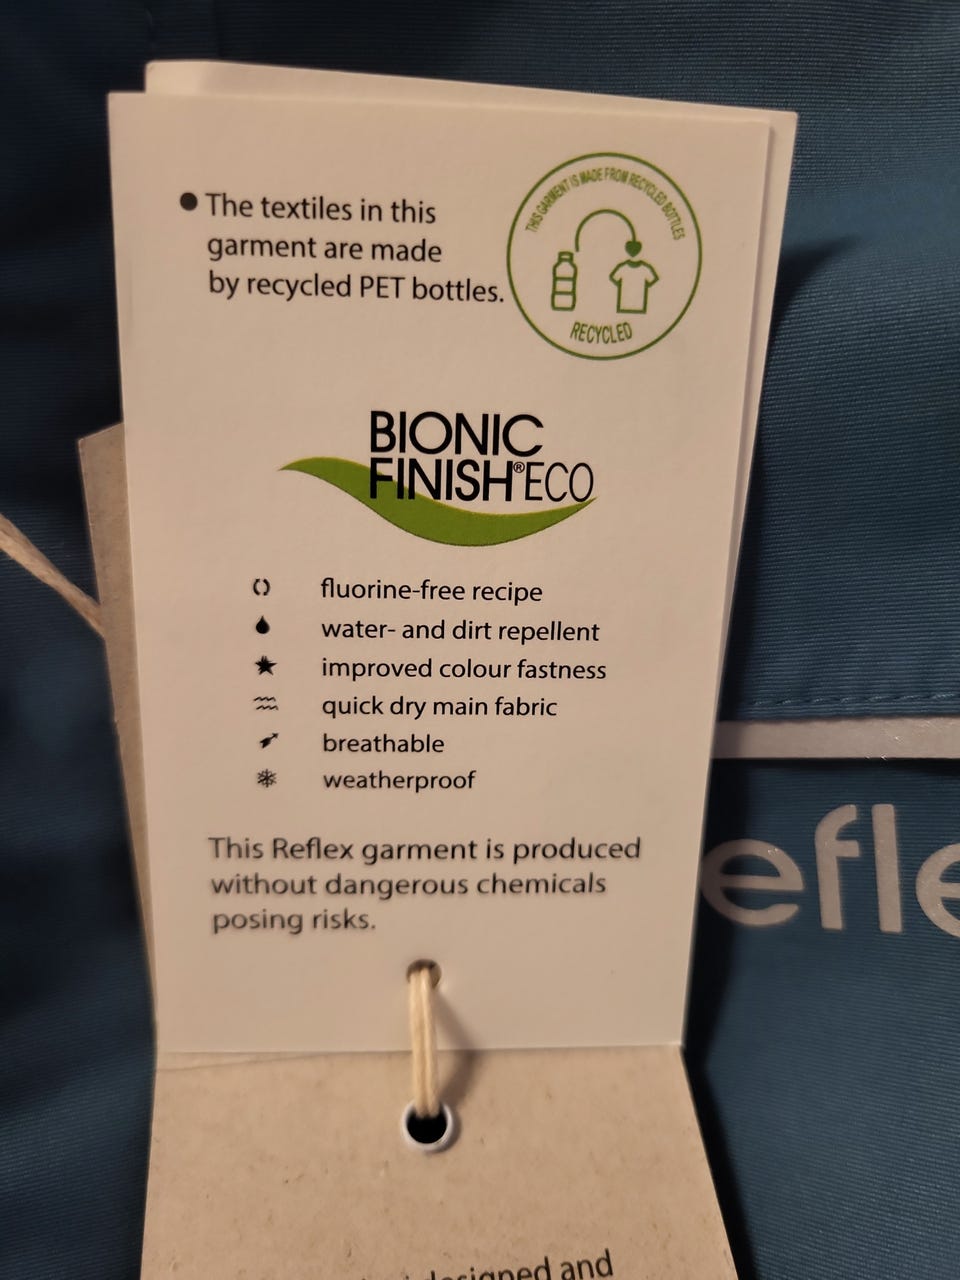 ● The textiles in this
garment are made
by recycled PET bottles.
THIS GARMENT IS MADE FROM RECYCLED BOTTLES
RECYCLED
BIONIC
FINISH®ECO
fluorine-free recipe
water- and dirt repellent
improved colour fastness
quick dry main fabric
breathable
weatherproof
This Reflex garment is produced
without dangerous chemicals
posing risks.
efle
designed and